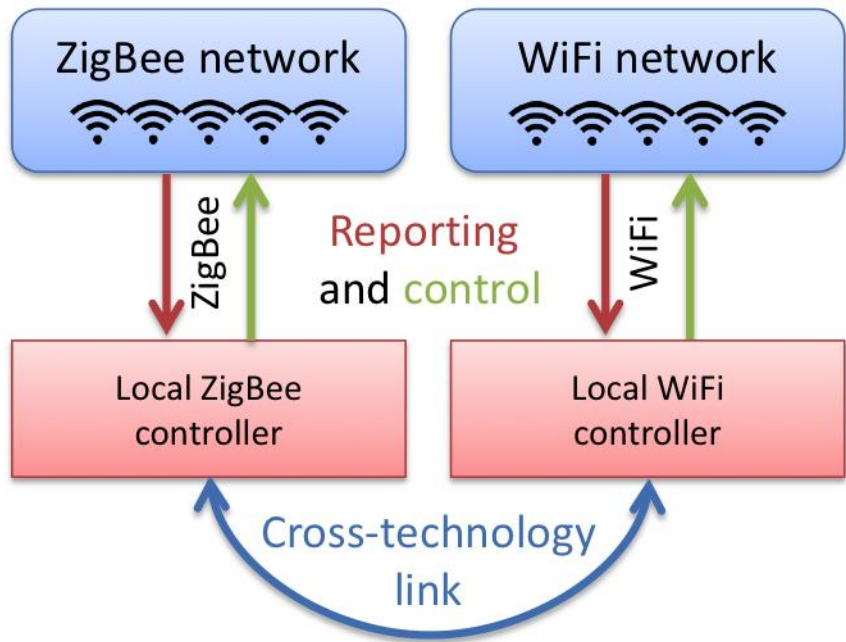 ZigBee network
WiFi network
ZigBee
Reporting
and control
WiFi
Local ZigBee
controller
Local WiFi
controller
Cross-technology
link